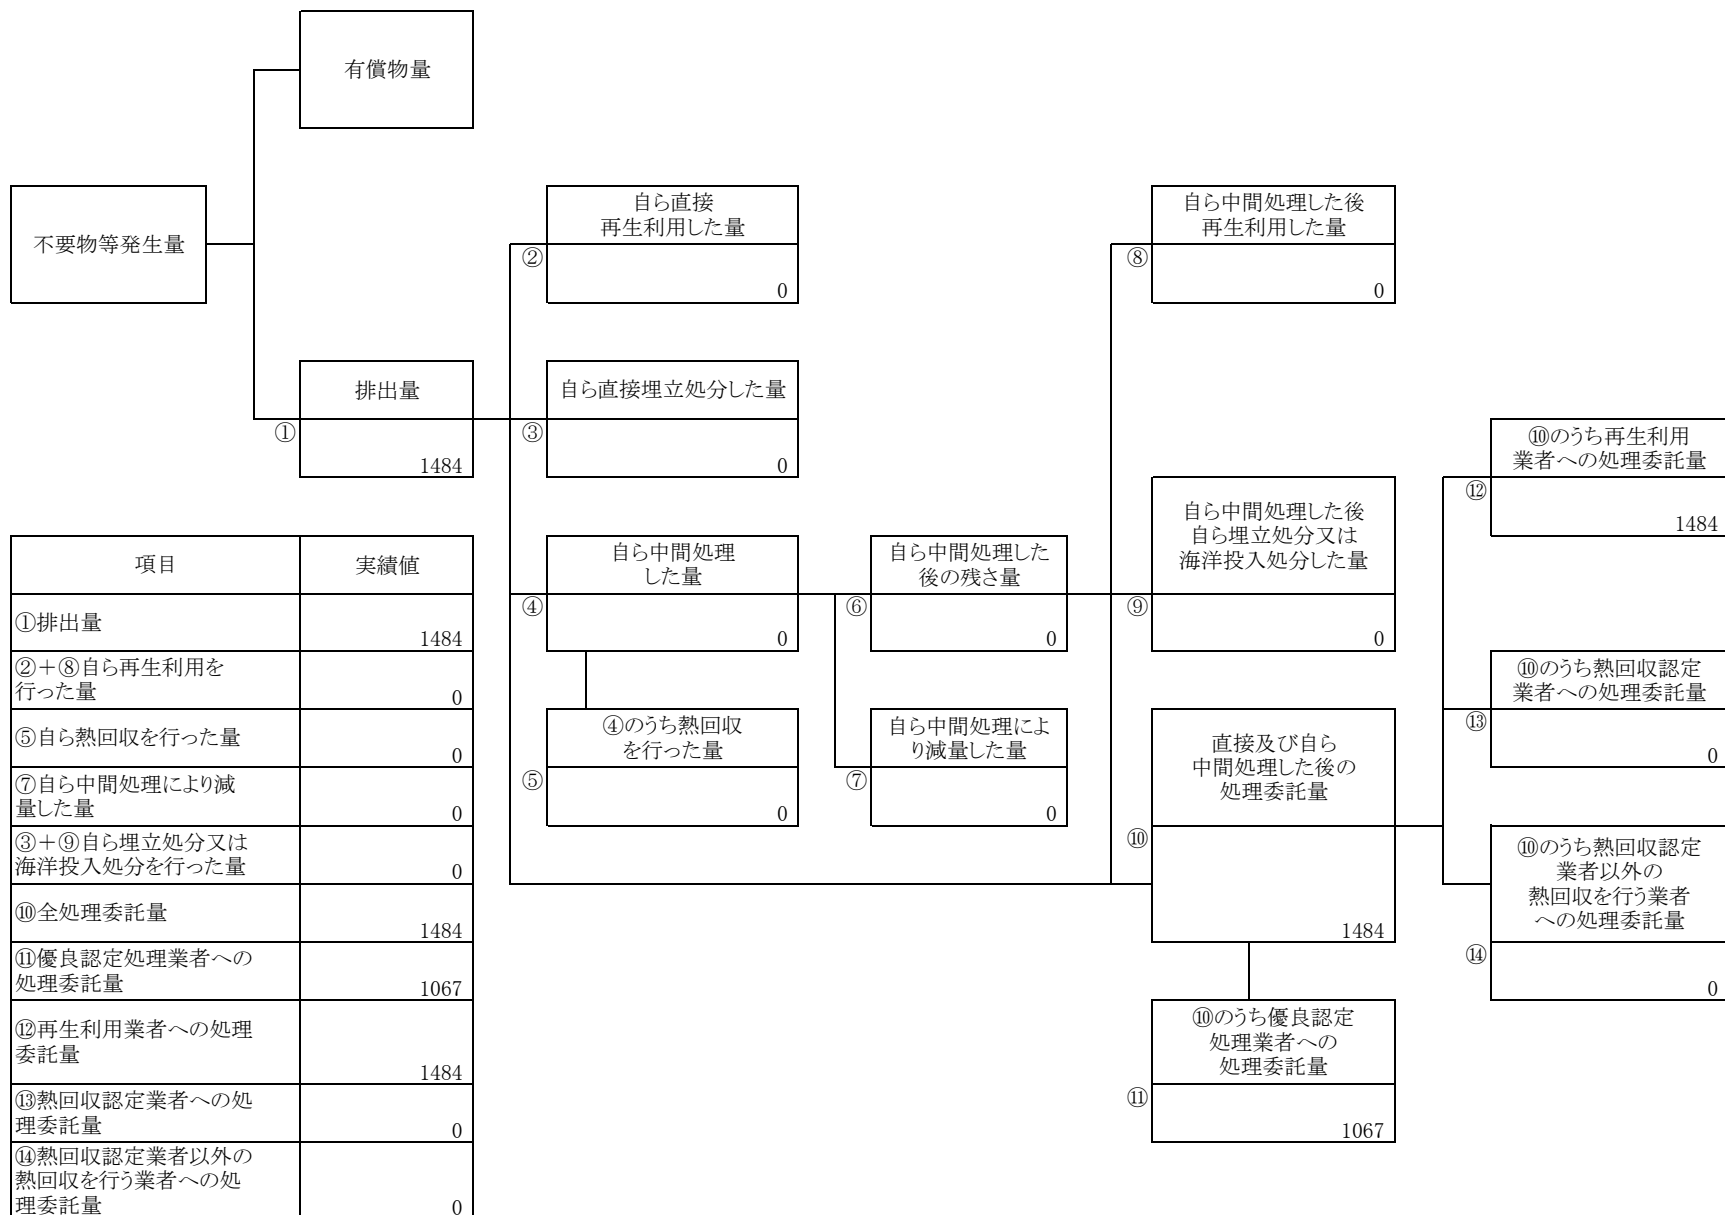 有償物量
不要物等発生量
自ら直接
再生利用した量
②
0
自ら中間処理した後
再生利用した量
⑧
0
排出量
①
1484
自ら直接埋立処分した量
③
0
⑩のうち再生利用
業者への処理委託量
⑫
1484
自ら中間処理
した量
④
0
自ら中間処理した
後の残さ量
⑥
0
自ら中間処理した後
自ら埋立処分又は
海洋投入処分した量
⑨
0
⑩のうち熱回収認定
業者への処理委託量
⑬
0
④のうち熱回収
を行った量
⑤
0
自ら中間処理によ
り減量した量
⑦
0
直接及び自ら
中間処理した後の
処理委託量
⑩
1484
⑩のうち熱回収認定
業者以外の
熱回収を行う業者
への処理委託量
⑭
0
⑩のうち優良認定
処理業者への
処理委託量
⑪
1067
項目 実績値
①排出量
1484
②+⑧自ら再生利用を
行った量
0
⑤自ら熱回収を行った量
0
⑦自ら中間処理により減
量した量
0
③+⑨自ら埋立処分又は
海洋投入処分を行った量
0
⑩全処理委託量
1484
⑪優良認定処理業者への
処理委託量
1067
⑫再生利用業者への処理
委託量
1484
⑬熱回収認定業者への処
理委託量
0
⑭熱回収認定業者以外の
熱回収を行う業者への処
理委託量
0